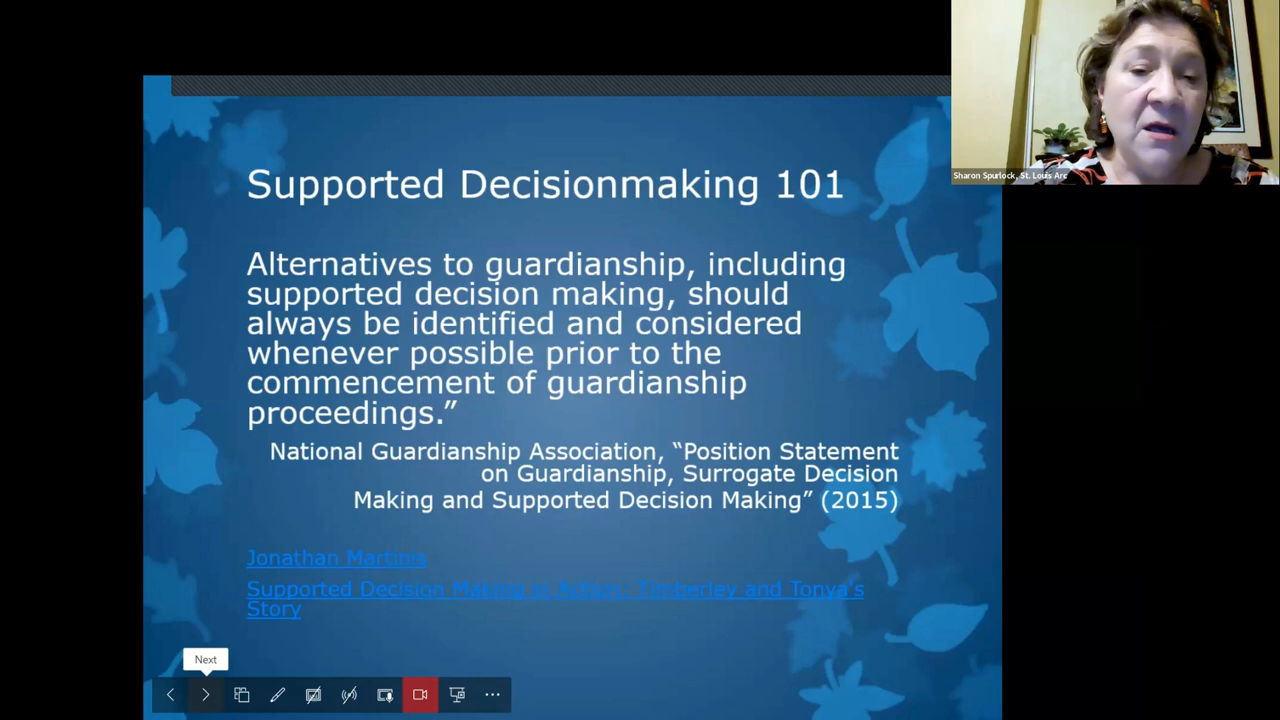 Sharon Spurlock, St. Louis Arc
Supported Decisionmaking 101
Alternatives to guardianship, including
supported decision making, should
always be identified and considered
whenever possible prior to the
commencement of guardianship
proceedings.”
National Guardianship Association, “Position Statement
on Guardianship, Surrogate Decision
Making and Supported Decision Making” (2015)
Jonathan Martinis
Supported Decision Making in Action: Timberley and Tonya's
Story
Next